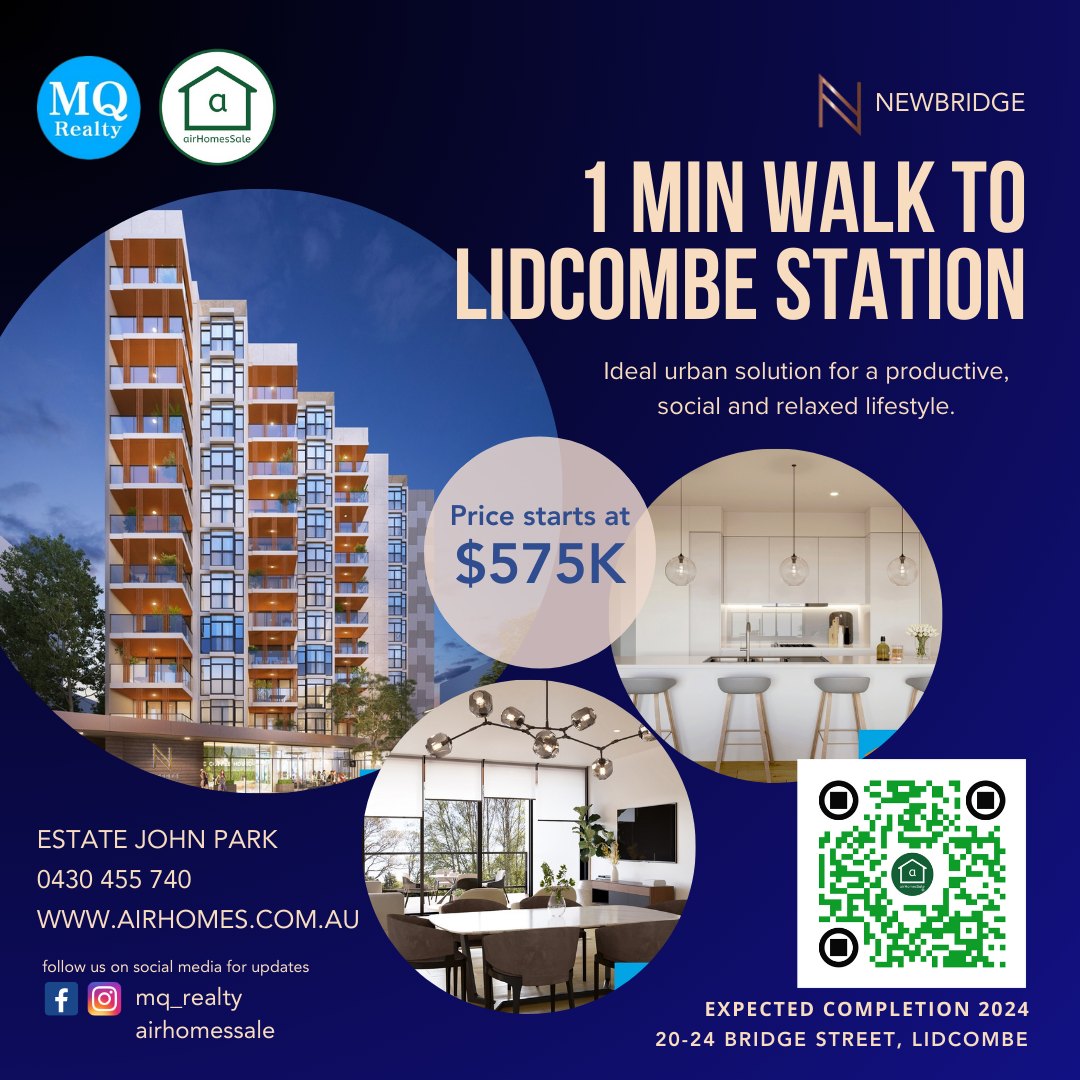 MQ
Realty
a
airHomesSale
NEWBRIDGE
1 MIN WALK TO
LIDCOMBE STATION
Ideal urban solution for a productive,
social and relaxed lifestyle.
Price starts at
$575K
ESTATE JOHN PARK
0430 455 740
WWW.AIRHOMES.COM.AU
follow us on social media for updates
mq_realty
airhomessale
a
airHomesSale
EXPECTED COMPLETION 2024
20-24 BRIDGE STREET, LIDCOMBE